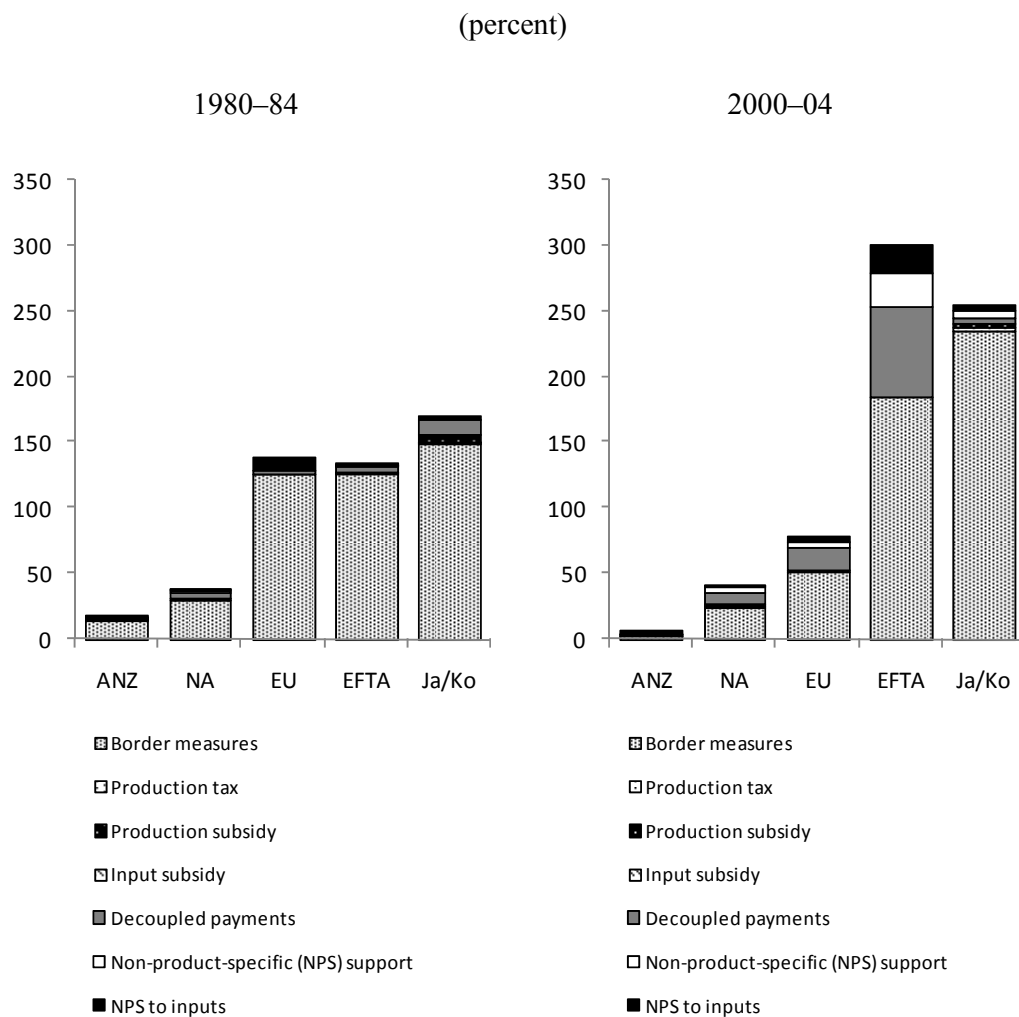 (percent)
1980–84
350
300
250
200
150
100
50
0
ANZ NA EU EFTA Ja/Ko
Border measures
Production tax
Production subsidy
Input subsidy
Decoupled payments
Non-product-specific (NPS) support
NPS to inputs
2000–04
350
300
250
200
150
100
50
0
ANZ NA EU EFTA Ja/Ko
Border measures
Production tax
Production subsidy
Input subsidy
Decoupled payments
Non-product-specific (NPS) support
NPS to inputs